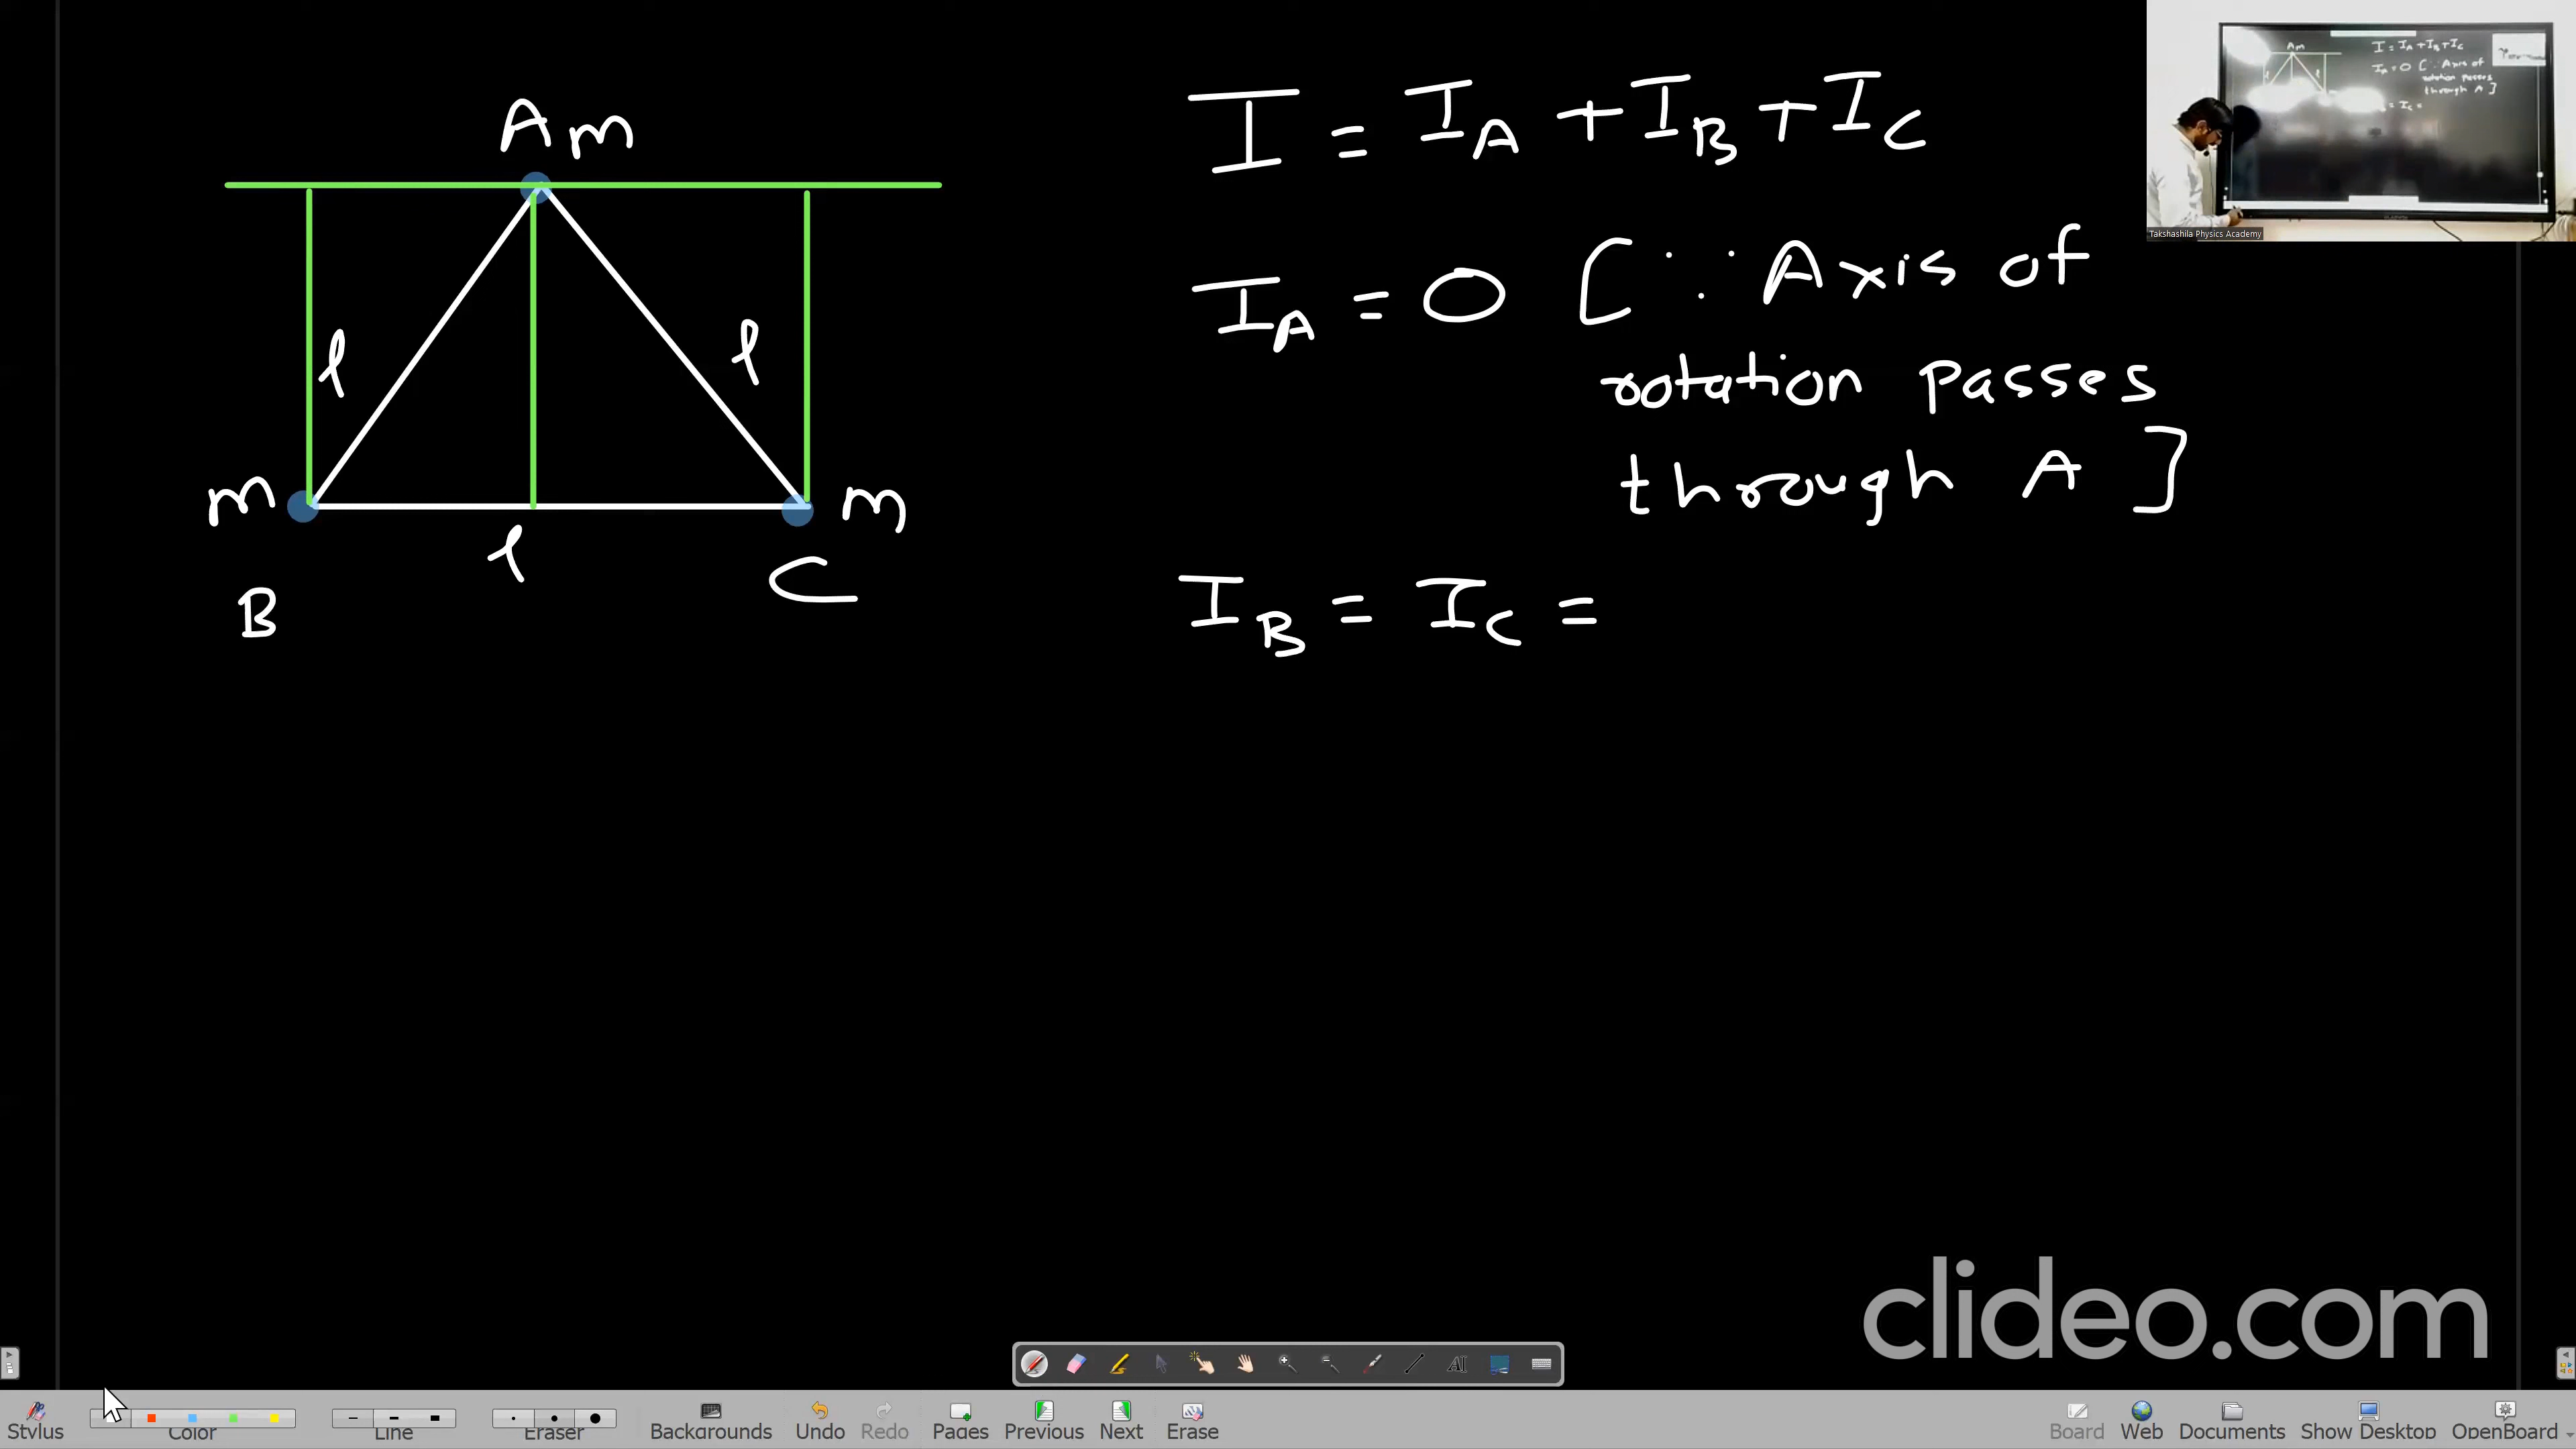 A m
l
l
m
m
l
B
C
I = I_A + I_B + I_C
I_A = 0 [∵ Axis of
rotation passes
through A ]
I_B = I_C =
Takshashila Physics Academy
clideo.com
Stylus
Color
Line
Eraser
Backgrounds
Undo
Redo
Pages
Previous
Next
Erase
Board
Web
Documents
Show Desktop
OpenBoard